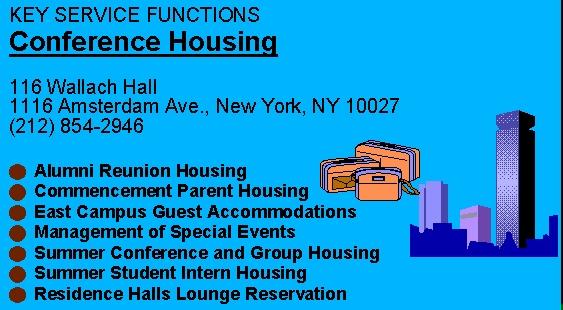 KEY SERVICE FUNCTIONS
Conference Housing
116 Wallach Hall
1116 Amsterdam Ave., New York, NY 10027
(212) 854-2946
Alumni Reunion Housing
Commencement Parent Housing
East Campus Guest Accommodations
Management of Special Events
Summer Conference and Group Housing
Summer Student Intern Housing
Residence Halls Lounge Reservation